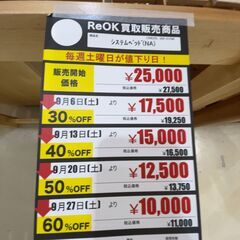 ReOK 買取販売商品
システムベッド(NA)
毎週土曜日が値下り日！
販売開始
価格
¥25,000
税込価格 ¥27,500
9月6日(土) より
30% OFF
¥17,500
税込価格 ¥19,250
9月13日(土) より
40% OFF
¥15,000
税込価格 ¥16,500
9月20日(土) より
50% OFF
¥12,500
税込価格 ¥13,750
9月27日(土) より
60% OFF
¥10,000
税込価格 ¥11,000